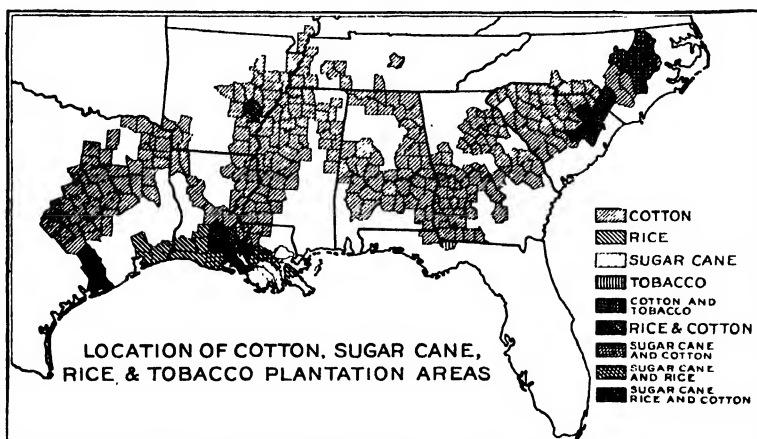 COTTON
RICE
SUGAR CANE
TOBACCO
COTTON AND
TOBACCO
RICE & COTTON
SUGAR CANE
AND COTTON
SUGAR CANE
AND RICE
SUGAR CANE
RICE AND COTTON
LOCATION OF COTTON, SUGAR CANE,
RICE, & TOBACCO PLANTATION AREAS